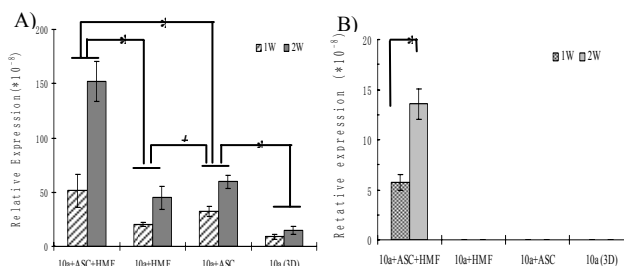 A)
Relative Expression(*10⁻⁸)
200
150
100
50
0
1W 2W
10a+ASC+HMF 10a+HMF 10a+ASC 10a(3D)
B)
Retative expression (*10⁻⁸)
20
15
10
5
0
1W 2W
10a+ASC+HMF 10a+HMF 10a+ASC 10a(3D)